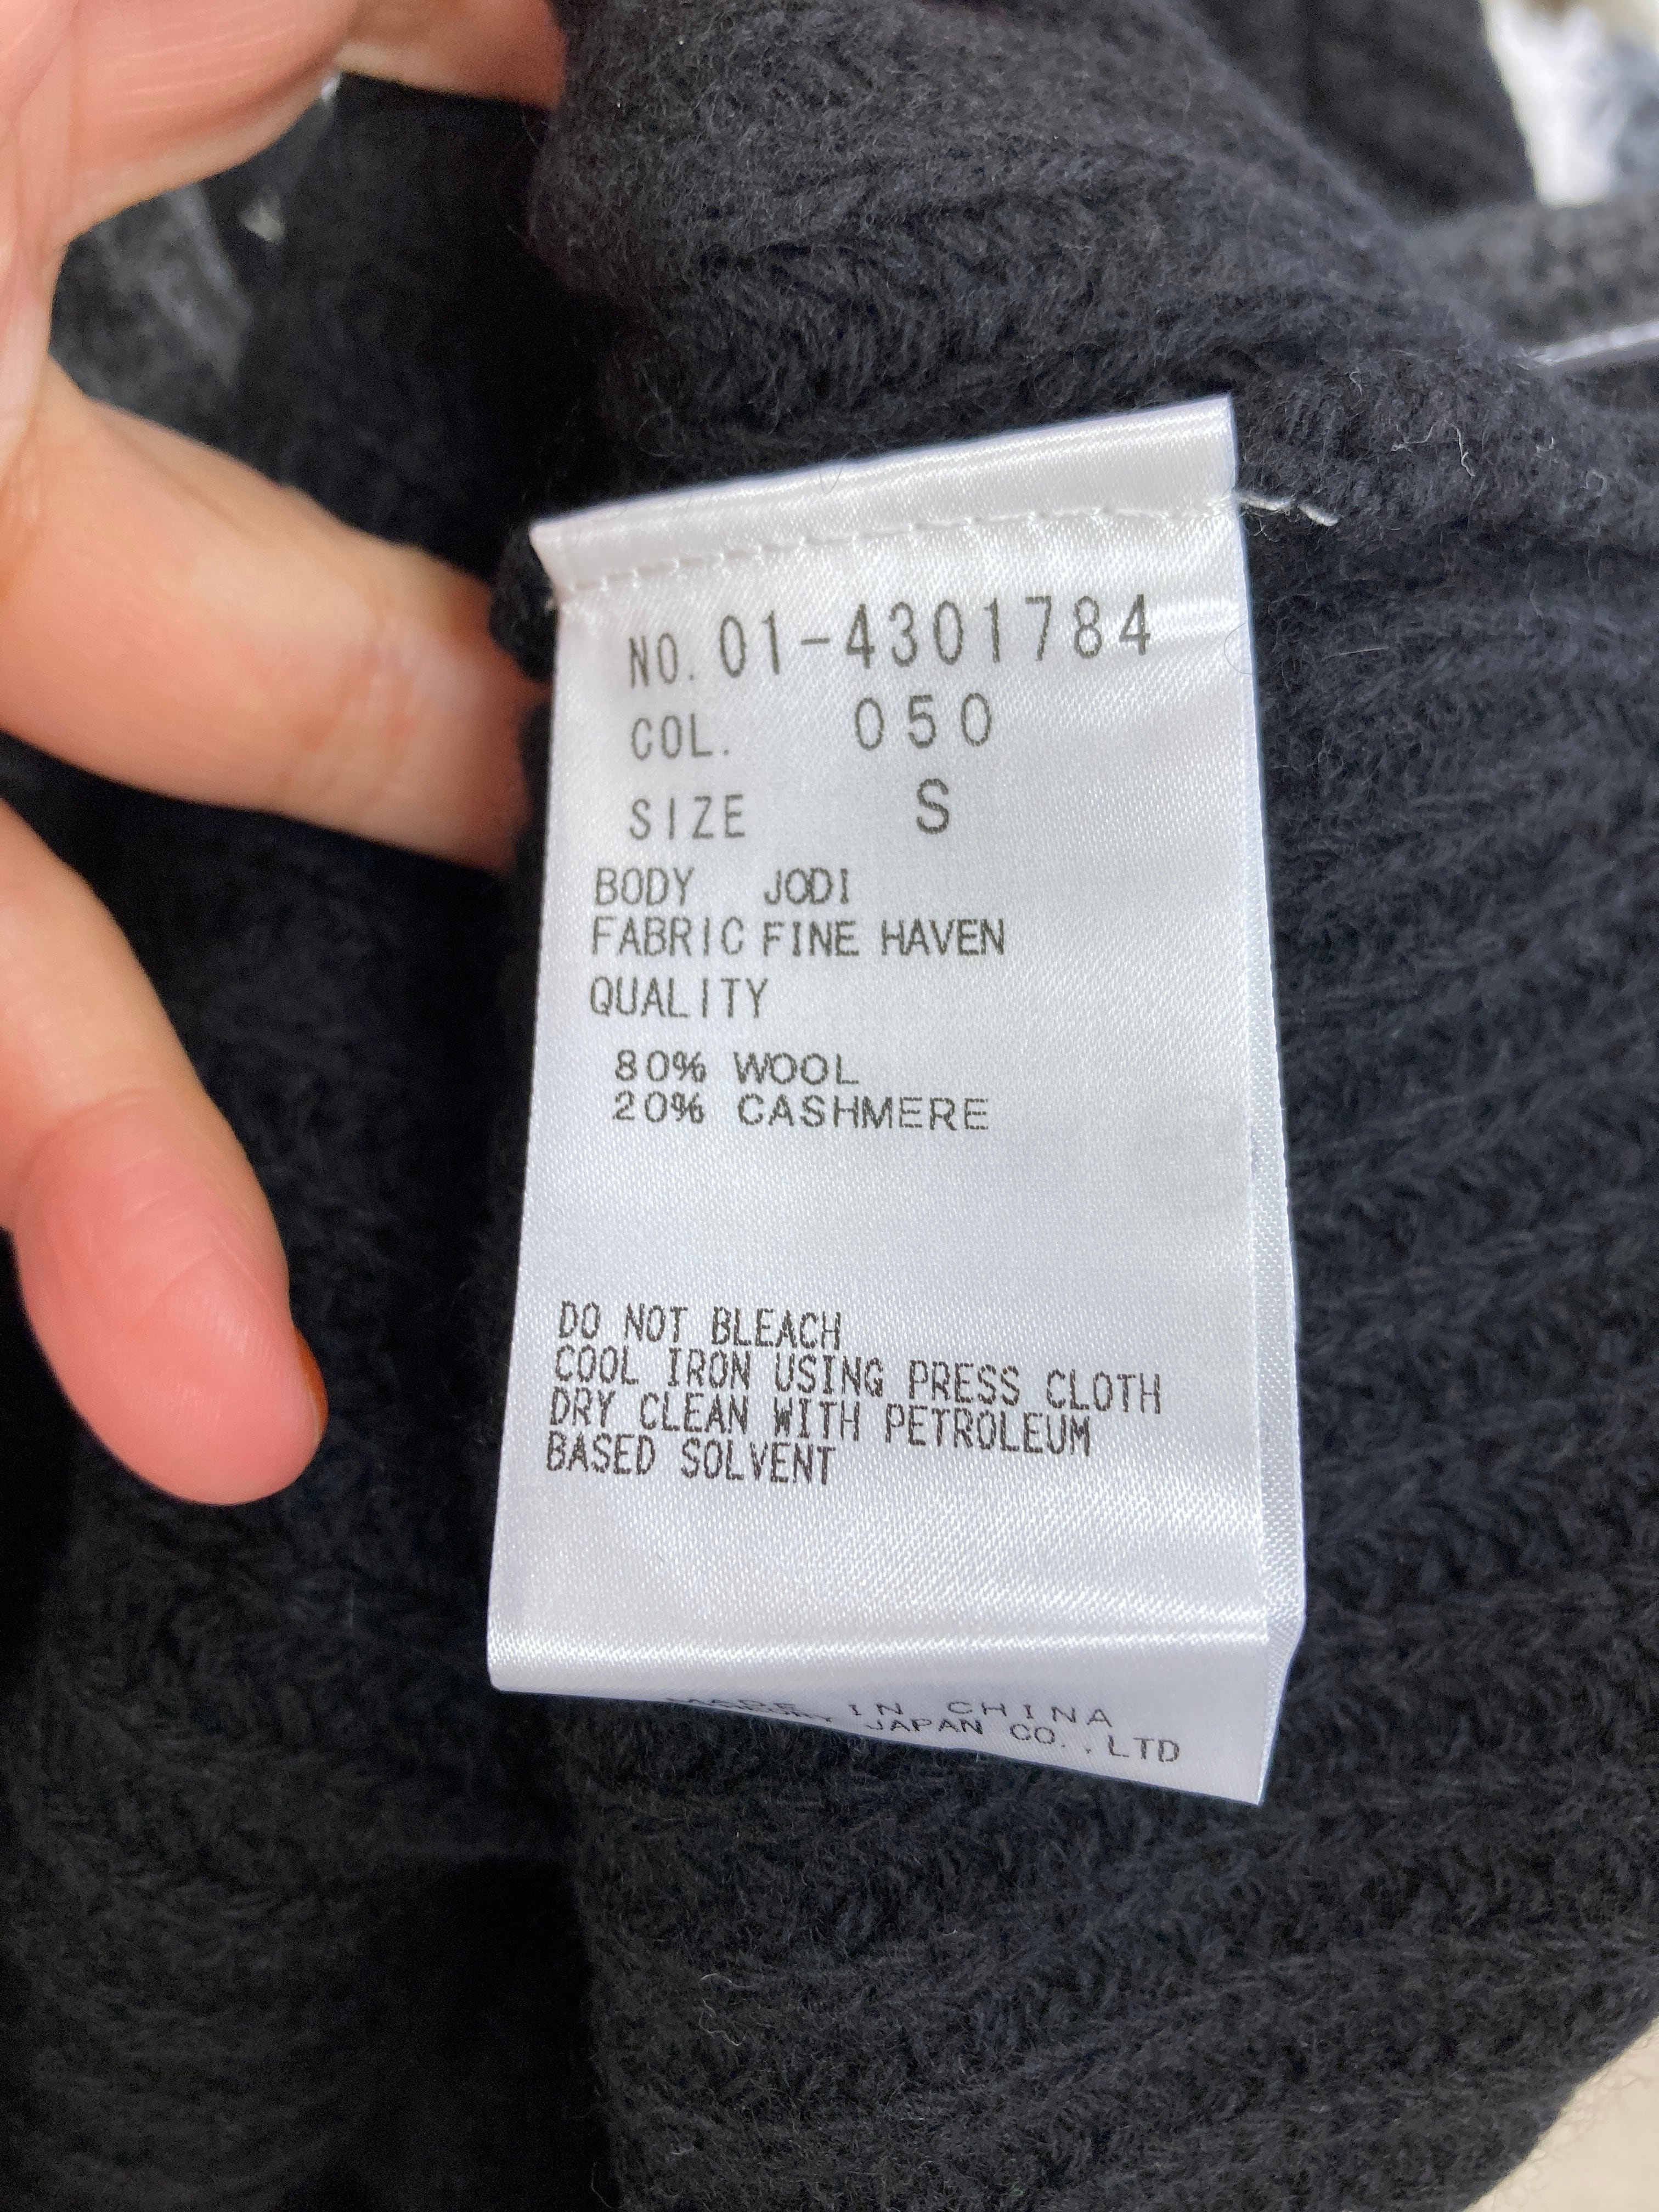 NO. 01-4301784
COL. 050
SIZE S
BODY JODI
FABRIC FINE HAVEN
QUALITY
80% WOOL
20% CASHMERE
DO NOT BLEACH
COOL IRON USING PRESS CLOTH
DRY CLEAN WITH PETROLEUM
BASED SOLVENT
MADE IN CHINA
JAPAN CO.,LTD